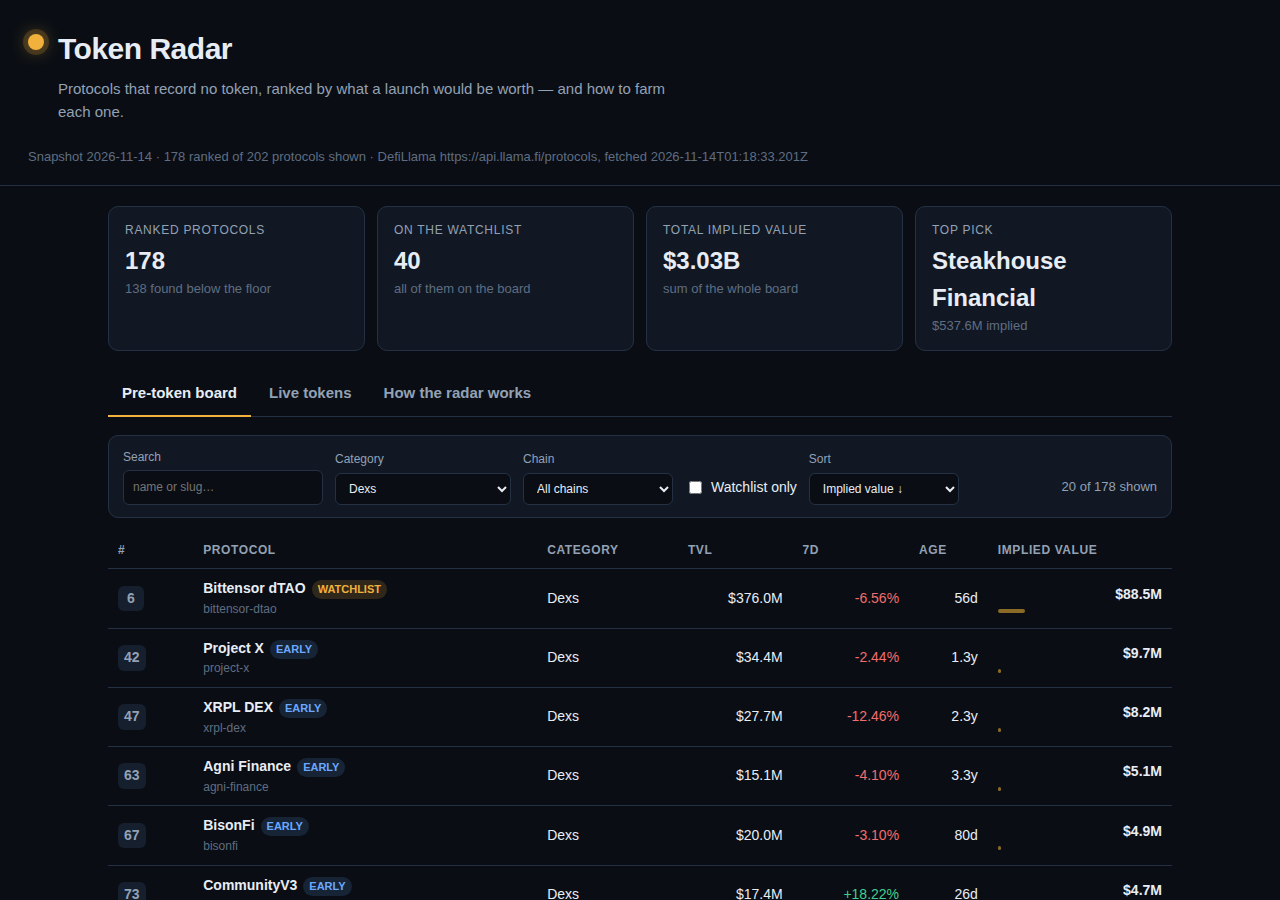 Token Radar
Protocols that record no token, ranked by what a launch would be worth — and how to farm
each one.
Snapshot 2026-11-14 · 178 ranked of 202 protocols shown · DefiLlama https://api.llama.fi/protocols, fetched 2026-11-14T01:18:33.201Z
RANKED PROTOCOLS
178
138 found below the floor
ON THE WATCHLIST
40
all of them on the board
TOTAL IMPLIED VALUE
$3.03B
sum of the whole board
TOP PICK
Steakhouse
Financial
$537.6M implied
Pre-token board Live tokens How the radar works
Search
name or slug…
Category
Dexs
Chain
All chains
Watchlist only
Sort
Implied value ↓
20 of 178 shown
# PROTOCOL CATEGORY TVL 7D AGE IMPLIED VALUE
6 Bittensor dTAO WATCHLIST Dexs $376.0M -6.56% 56d $88.5M
bittensor-dtao
42 Project X EARLY Dexs $34.4M -2.44% 1.3y $9.7M
project-x
47 XRPL DEX EARLY Dexs $27.7M -12.46% 2.3y $8.2M
xrpl-dex
63 Agni Finance EARLY Dexs $15.1M -4.10% 3.3y $5.1M
agni-finance
67 BisonFi EARLY Dexs $20.0M -3.10% 80d $4.9M
bisonfi
73 CommunityV3 EARLY Dexs $17.4M +18.22% 26d $4.7M